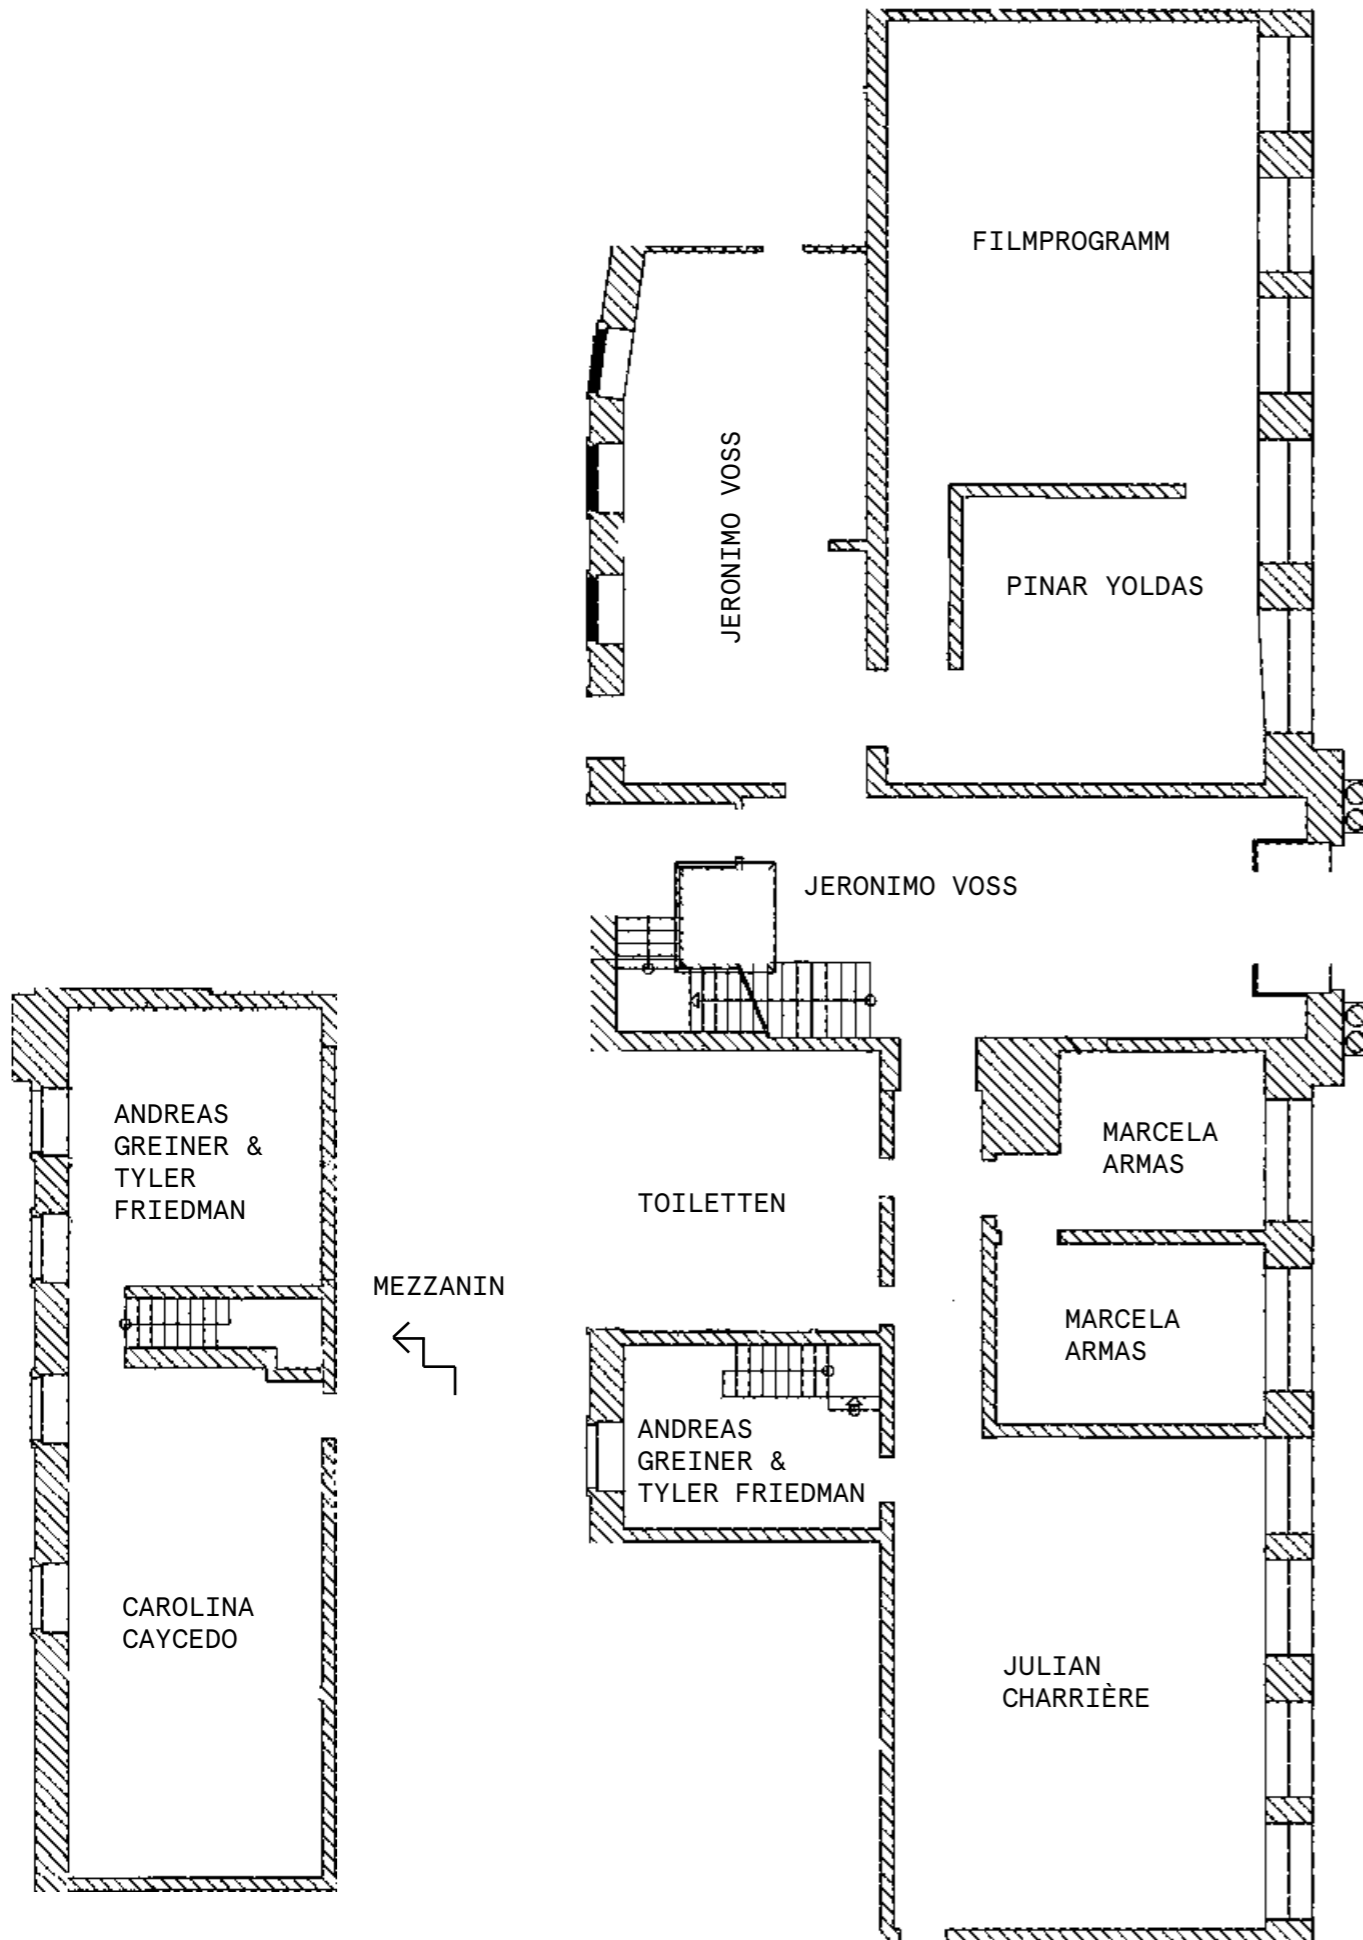 FILMPROGRAMM
JERONIMO VOSS
PINAR YOLDAS
JERONIMO VOSS
ANDREAS
GREINER &
TYLER
FRIEDMAN
MARCELA
ARMAS
TOILETTEN
MEZZANIN
MARCELA
ARMAS
ANDREAS
GREINER &
TYLER FRIEDMAN
CAROLINA
CAYCEDO
JULIAN
CHARRIÈRE